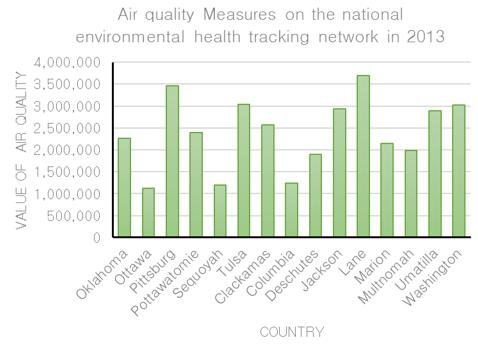 Air quality Measures on the national
environmental health tracking network in 2013
VALUE OF AIR QUALITY
4,000,000
3,500,000
3,000,000
2,500,000
2,000,000
1,500,000
1,000,000
500,000
0
Oklahoma
Ottawa
Pittsburg
Pottawatomie
Sequoyah
Tulsa
Clackamas
Columbia
Deschutes
Jackson
Lane
Marion
Multnomah
Umatilla
Washington
COUNTRY